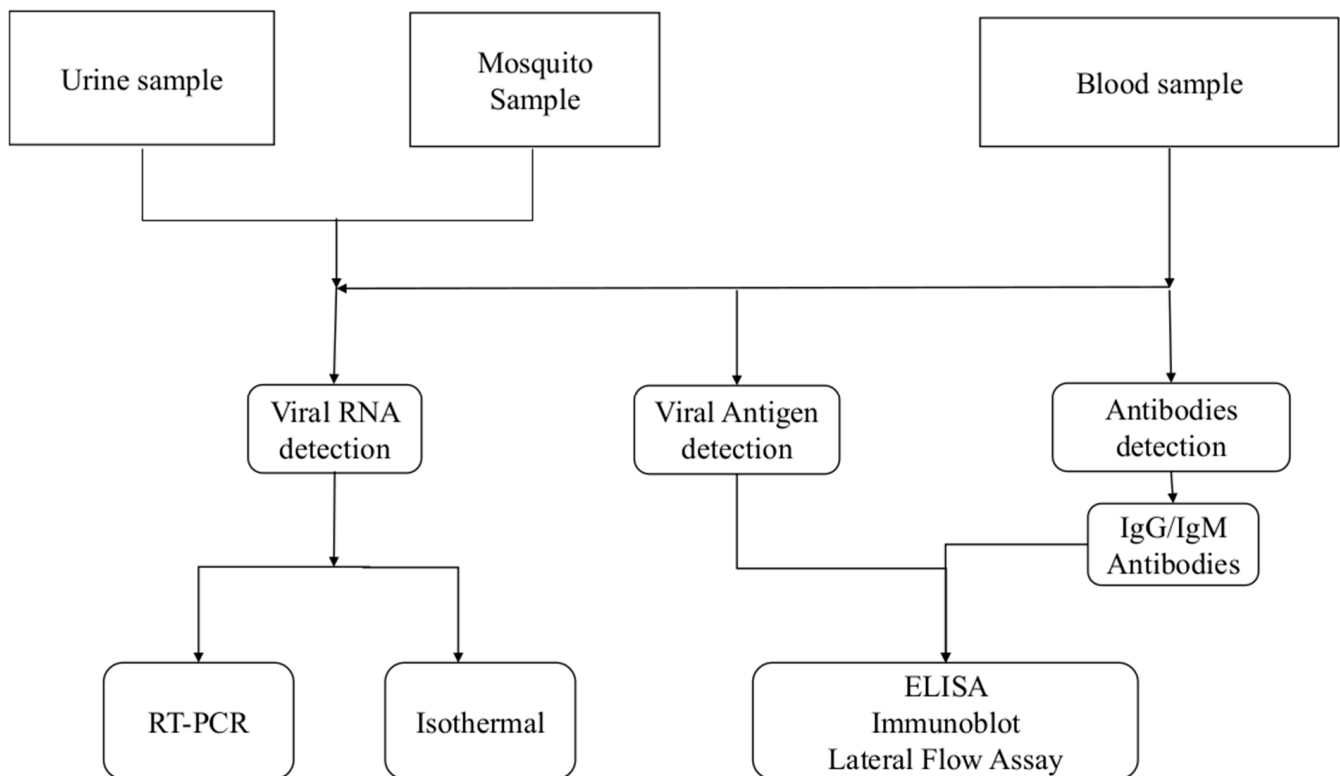 Urine sample
Mosquito
Sample
Blood sample
Viral RNA
detection
Viral Antigen
detection
Antibodies
detection
IgG/IgM
Antibodies
RT-PCR
Isothermal
ELISA
Immunoblot
Lateral Flow Assay